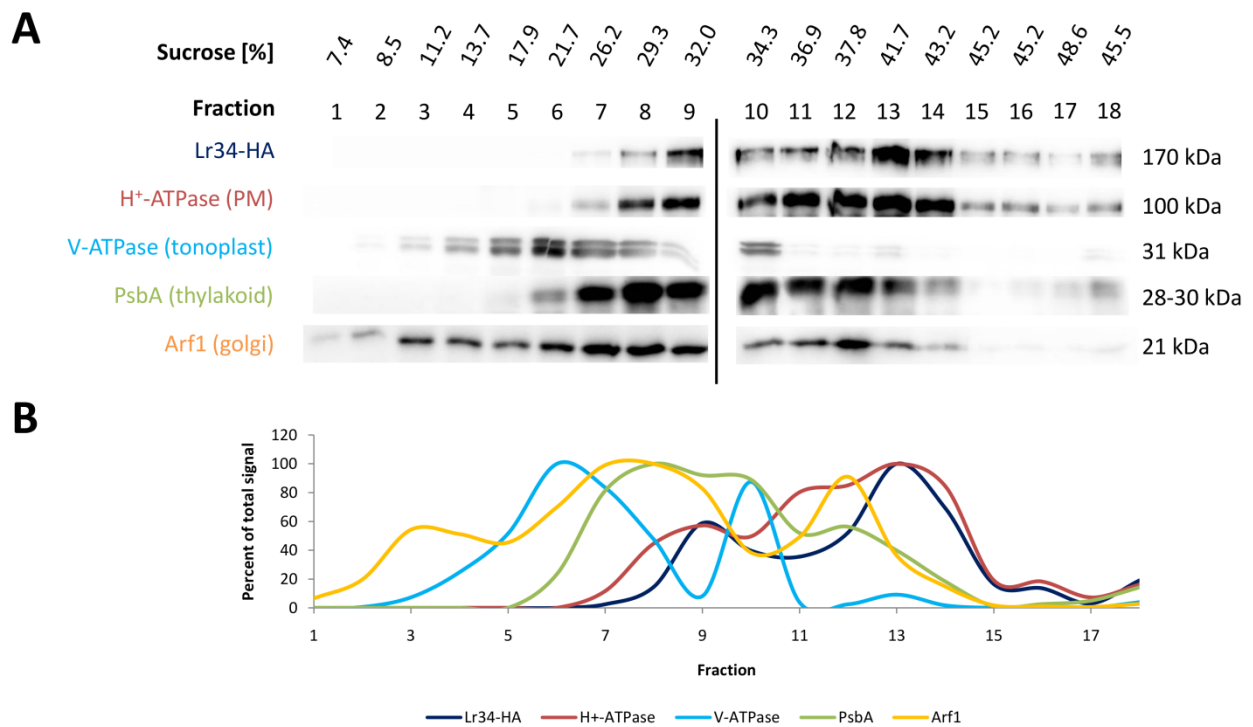 A
Sucrose [%] 7.4 8.5 11.2 13.7 17.9 21.7 26.2 29.3 32.0 34.3 36.9 37.8 41.7 43.2 45.2 45.2 48.6 45.5
Fraction 1 2 3 4 5 6 7 8 9 10 11 12 13 14 15 16 17 18
Lr34-HA 170 kDa
H⁺-ATPase (PM) 100 kDa
V-ATPase (tonoplast) 31 kDa
PsbA (thylakoid) 28-30 kDa
Arf1 (golgi) 21 kDa
B
Percent of total signal
120
100
80
60
40
20
0
1 3 5 7 9 11 13 15 17
Fraction
Lr34-HA H+-ATPase V-ATPase PsbA Arf1